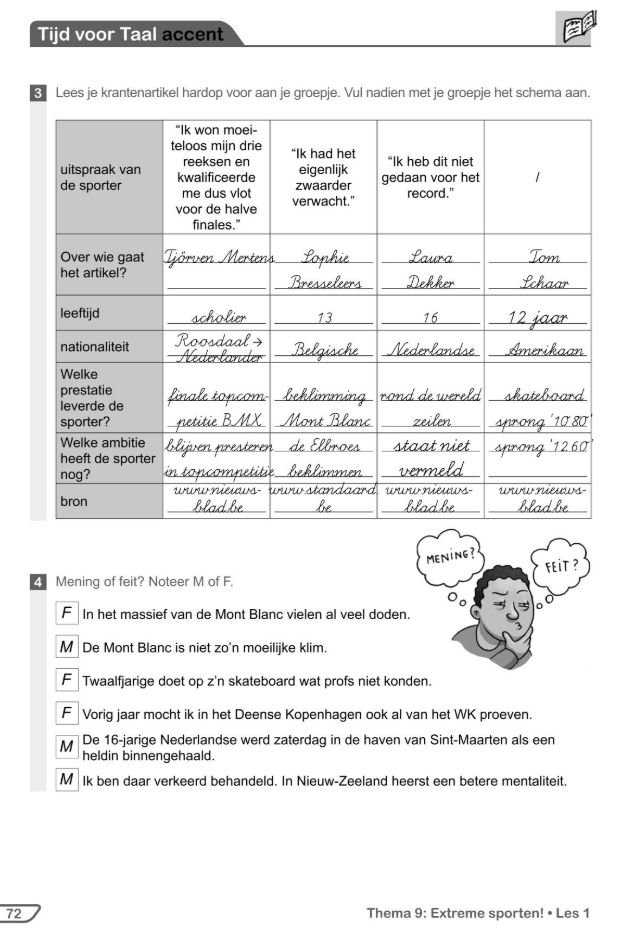 Tijd voor Taal accent
3 Lees je krantenartikel hardop voor aan je groepje. Vul nadien met je groepje het schema aan.
uitspraak van
de sporter
“Ik won moei-
teloos mijn drie
reeksen en
kwalificeerde
me dus vlot
voor de halve
finales.”
“Ik had het
eigenlijk
zwaarder
verwacht.”
“Ik heb dit niet
gedaan voor het
record.”
/
Over wie gaat
het artikel?
Tjörven Mertens
Sophie
Bresseleers
Laura
Dekker
Tom
Schaar
leeftijd
scholier
13
16
12 jaar
nationaliteit
Roosdaal →
Nederlander
Belgische
Nederlandse
Amerikaan
Welke
prestatie
leverde de
sporter?
finale topcom-
petitie BMX
beklimming
Mont Blanc
rond de wereld
zeilen
skateboard
sprong '1080'
Welke ambitie
heeft de sporter
nog?
blijven presteren
in topcompetitie
de Elbroes
beklimmen
staat niet
vermeld
sprong '1260'
bron
www.nieuws-
blad.be
www.standaard.
be
www.nieuws-
blad.be
www.nieuws-
blad.be
MENING?
FEIT?
4 Mening of feit? Noteer M of F.
F In het massief van de Mont Blanc vielen al veel doden.
M De Mont Blanc is niet zo’n moeilijke klim.
F Twaalfjarige doet op z’n skateboard wat profs niet konden.
F Vorig jaar mocht ik in het Deense Kopenhagen ook al van het WK proeven.
M De 16-jarige Nederlandse werd zaterdag in de haven van Sint-Maarten als een
heldin binnengehaald.
M Ik ben daar verkeerd behandeld. In Nieuw-Zeeland heerst een betere mentaliteit.
72
Thema 9: Extreme sporten! • Les 1